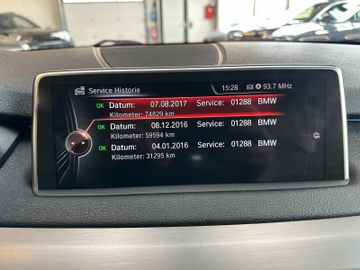 Service Historie
15:28 93.7 MHz
OK Datum: 07.08.2017 Service: 01288 BMW
Kilometer: 74829 km
OK Datum: 08.12.2016 Service: 01288 BMW
Kilometer: 59594 km
OK Datum: 04.01.2016 Service: 01288 BMW
Kilometer: 31295 km